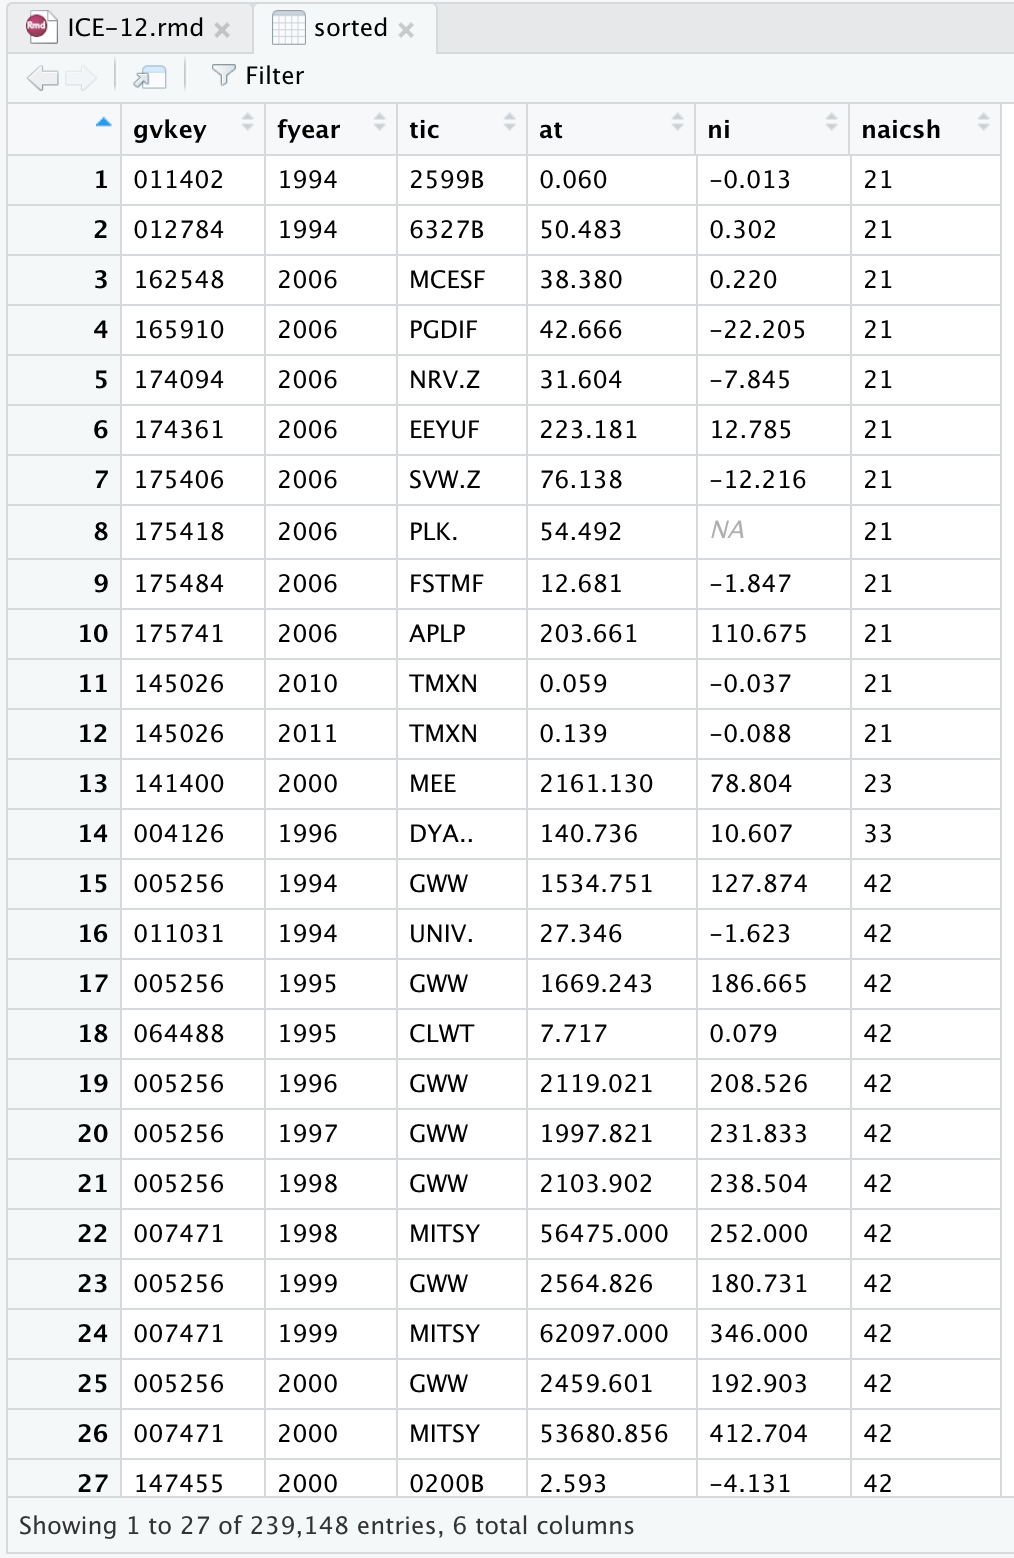 Rmd ICE-12.rmd × sorted ×
Filter
gvkey fyear tic at ni naicsh
1 011402 1994 2599B 0.060 -0.013 21
2 012784 1994 6327B 50.483 0.302 21
3 162548 2006 MCESF 38.380 0.220 21
4 165910 2006 PGDIF 42.666 -22.205 21
5 174094 2006 NRV.Z 31.604 -7.845 21
6 174361 2006 EEYUF 223.181 12.785 21
7 175406 2006 SVW.Z 76.138 -12.216 21
8 175418 2006 PLK. 54.492 NA 21
9 175484 2006 FSTMF 12.681 -1.847 21
10 175741 2006 APLP 203.661 110.675 21
11 145026 2010 TMXN 0.059 -0.037 21
12 145026 2011 TMXN 0.139 -0.088 21
13 141400 2000 MEE 2161.130 78.804 23
14 004126 1996 DYA.. 140.736 10.607 33
15 005256 1994 GWW 1534.751 127.874 42
16 011031 1994 UNIV. 27.346 -1.623 42
17 005256 1995 GWW 1669.243 186.665 42
18 064488 1995 CLWT 7.717 0.079 42
19 005256 1996 GWW 2119.021 208.526 42
20 005256 1997 GWW 1997.821 231.833 42
21 005256 1998 GWW 2103.902 238.504 42
22 007471 1998 MITSY 56475.000 252.000 42
23 005256 1999 GWW 2564.826 180.731 42
24 007471 1999 MITSY 62097.000 346.000 42
25 005256 2000 GWW 2459.601 192.903 42
26 007471 2000 MITSY 53680.856 412.704 42
27 147455 2000 0200B 2.593 -4.131 42
Showing 1 to 27 of 239,148 entries, 6 total columns